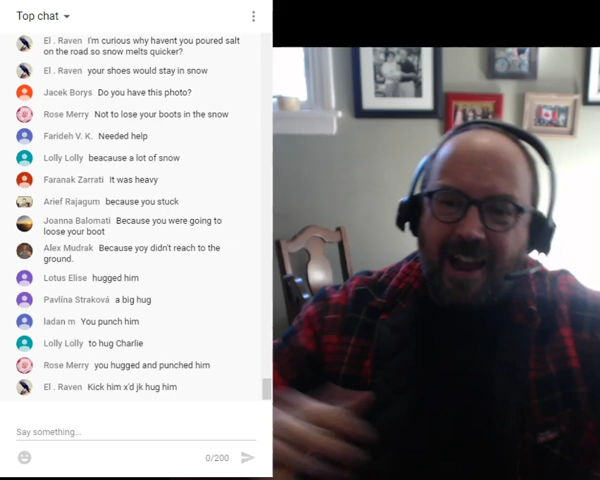 Top chat
El . Raven I'm curious why havent you poured salt
on the road so snow melts quicker?
El . Raven your shoes would stay in snow
Jacek Borys Do you have this photo?
Rose Merry Not to lose your boots in the snow
Farideh V. K. Needed help
Lolly Lolly beacause a lot of snow
Faranak Zarrati It was heavy
Arief Rajagum because you stuck
Joanna Balomati Because you were going to
loose your boot
Alex Mudrak Because yoy didn't reach to the
ground.
Lotus Elise hugged him
Pavlína Straková a big hug
ladan m You punch him
Lolly Lolly to hug Charlie
Rose Merry you hugged and punched him
El . Raven Kick him x'd jk hug him
Say something...
0/200